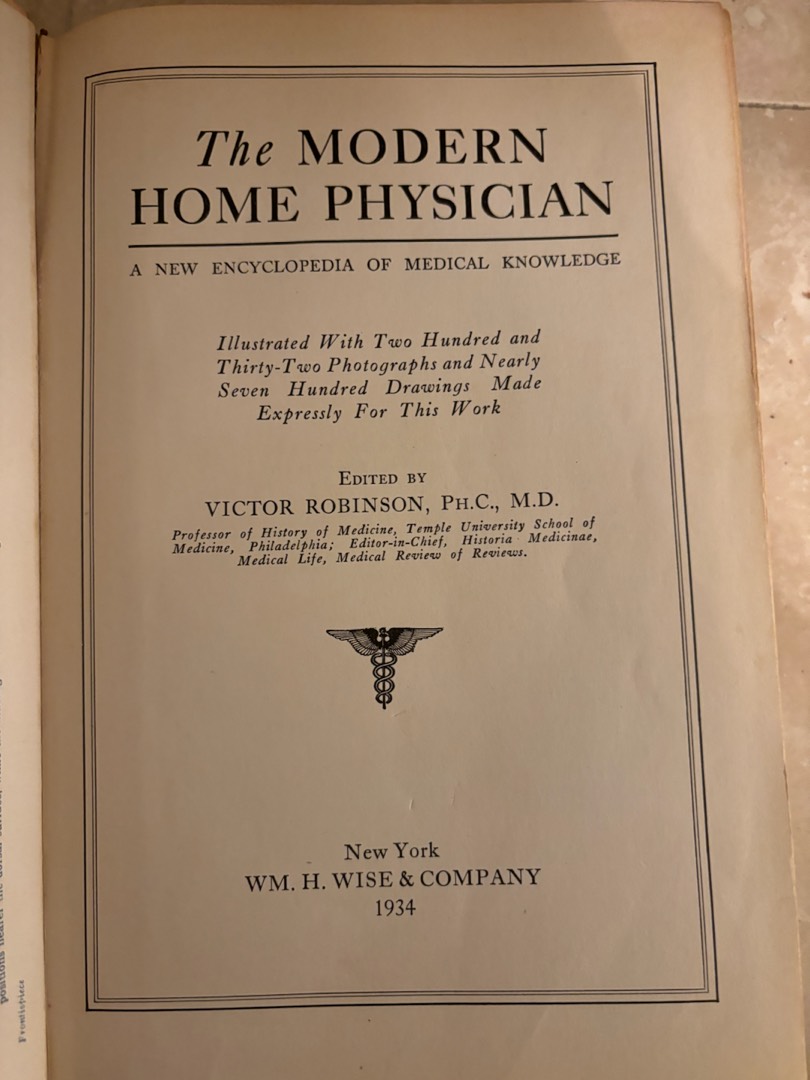 The MODERN
HOME PHYSICIAN
A NEW ENCYCLOPEDIA OF MEDICAL KNOWLEDGE
Illustrated With Two Hundred and
Thirty-Two Photographs and Nearly
Seven Hundred Drawings Made
Expressly For This Work
EDITED BY
VICTOR ROBINSON, PH.C., M.D.
Professor of History of Medicine, Temple University School of
Medicine, Philadelphia; Editor-in-Chief, Historia Medicinae,
Medical Life, Medical Review of Reviews.
New York
WM. H. WISE & COMPANY
1934
Frontispiece